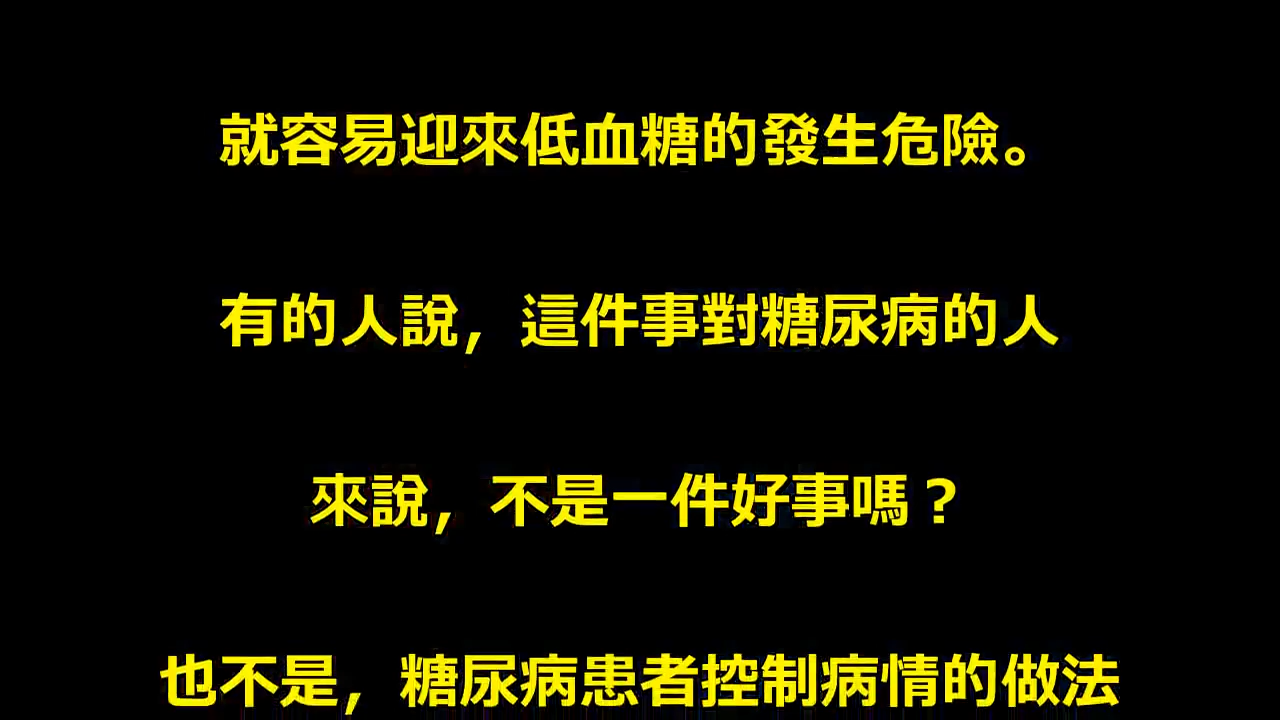 就容易迎來低血糖的發生危險。
有的人說，這件事對糖尿病的人
來說，不是一件好事嗎？
也不是，糖尿病患者控制病情的做法